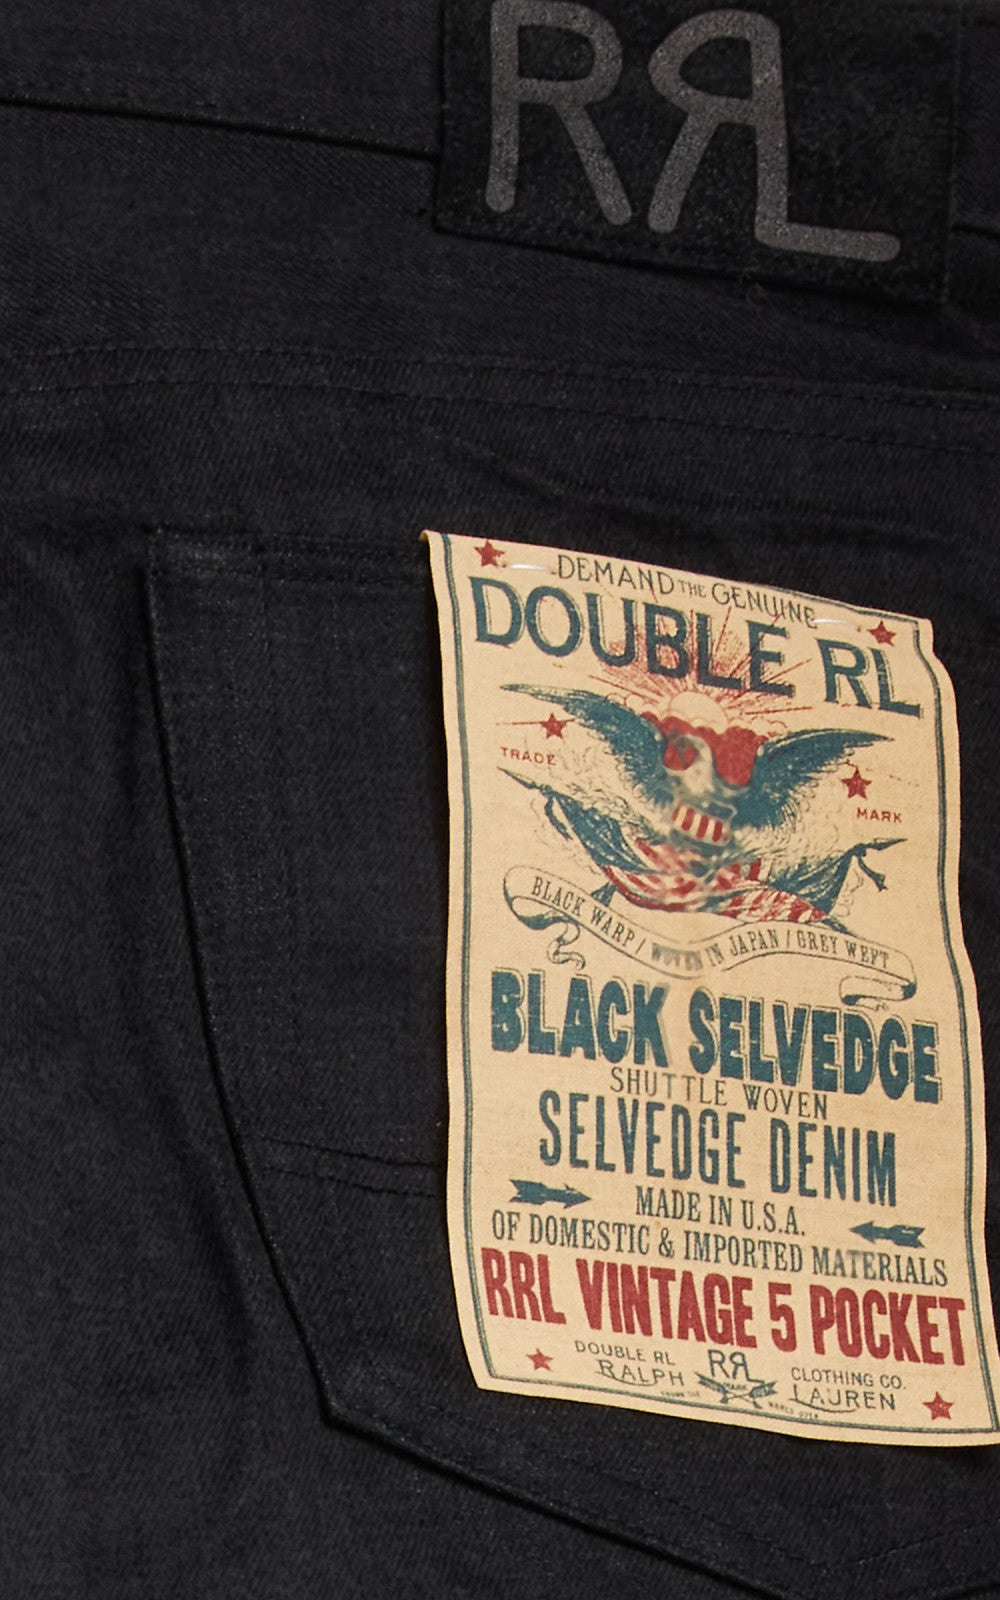 RRL
DEMAND THE GENUINE
DOUBLE RL
TRADE
MARK
BLACK WARP / WOVEN IN JAPAN / GREY WEFT
BLACK SELVEDGE
SHUTTLE WOVEN
SELVEDGE DENIM
MADE IN U.S.A.
OF DOMESTIC & IMPORTED MATERIALS
RRL VINTAGE 5 POCKET
DOUBLE RL RRL CLOTHING CO.
RALPH LAUREN
WORLD OVER